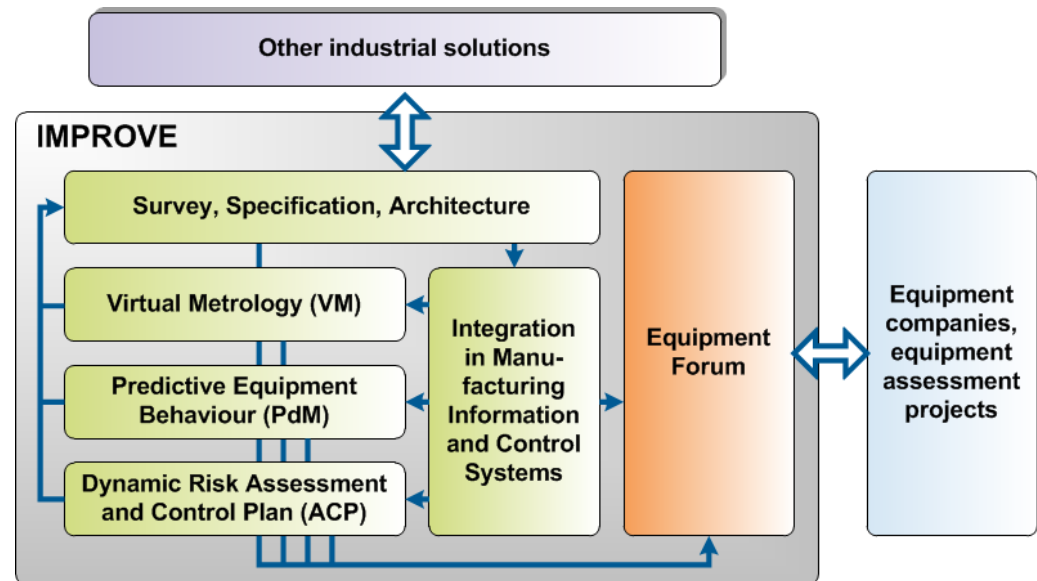 Other industrial solutions
IMPROVE
Survey, Specification, Architecture
Virtual Metrology (VM)
Predictive Equipment
Behaviour (PdM)
Dynamic Risk Assessment
and Control Plan (ACP)
Integration
in Manu-
facturing
Information
and Control
Systems
Equipment
Forum
Equipment
companies,
equipment
assessment
projects